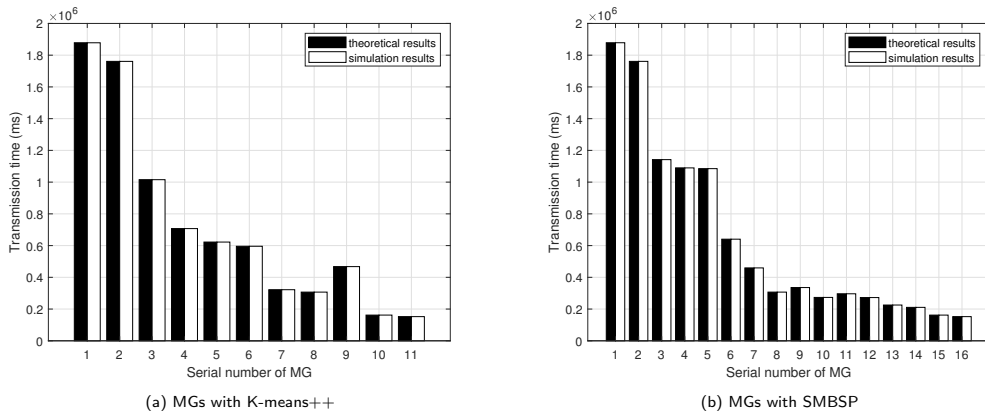 ×10⁶
2
1.8
1.6
1.4
1.2
1
0.8
0.6
0.4
0.2
0
Transmission time (ms)
theoretical results
simulation results
1 2 3 4 5 6 7 8 9 10 11
Serial number of MG
(a) MGs with K-means++
×10⁶
2
1.8
1.6
1.4
1.2
1
0.8
0.6
0.4
0.2
0
Transmission time (ms)
theoretical results
simulation results
1 2 3 4 5 6 7 8 9 10 11 12 13 14 15 16
Serial number of MG
(b) MGs with SMBSP